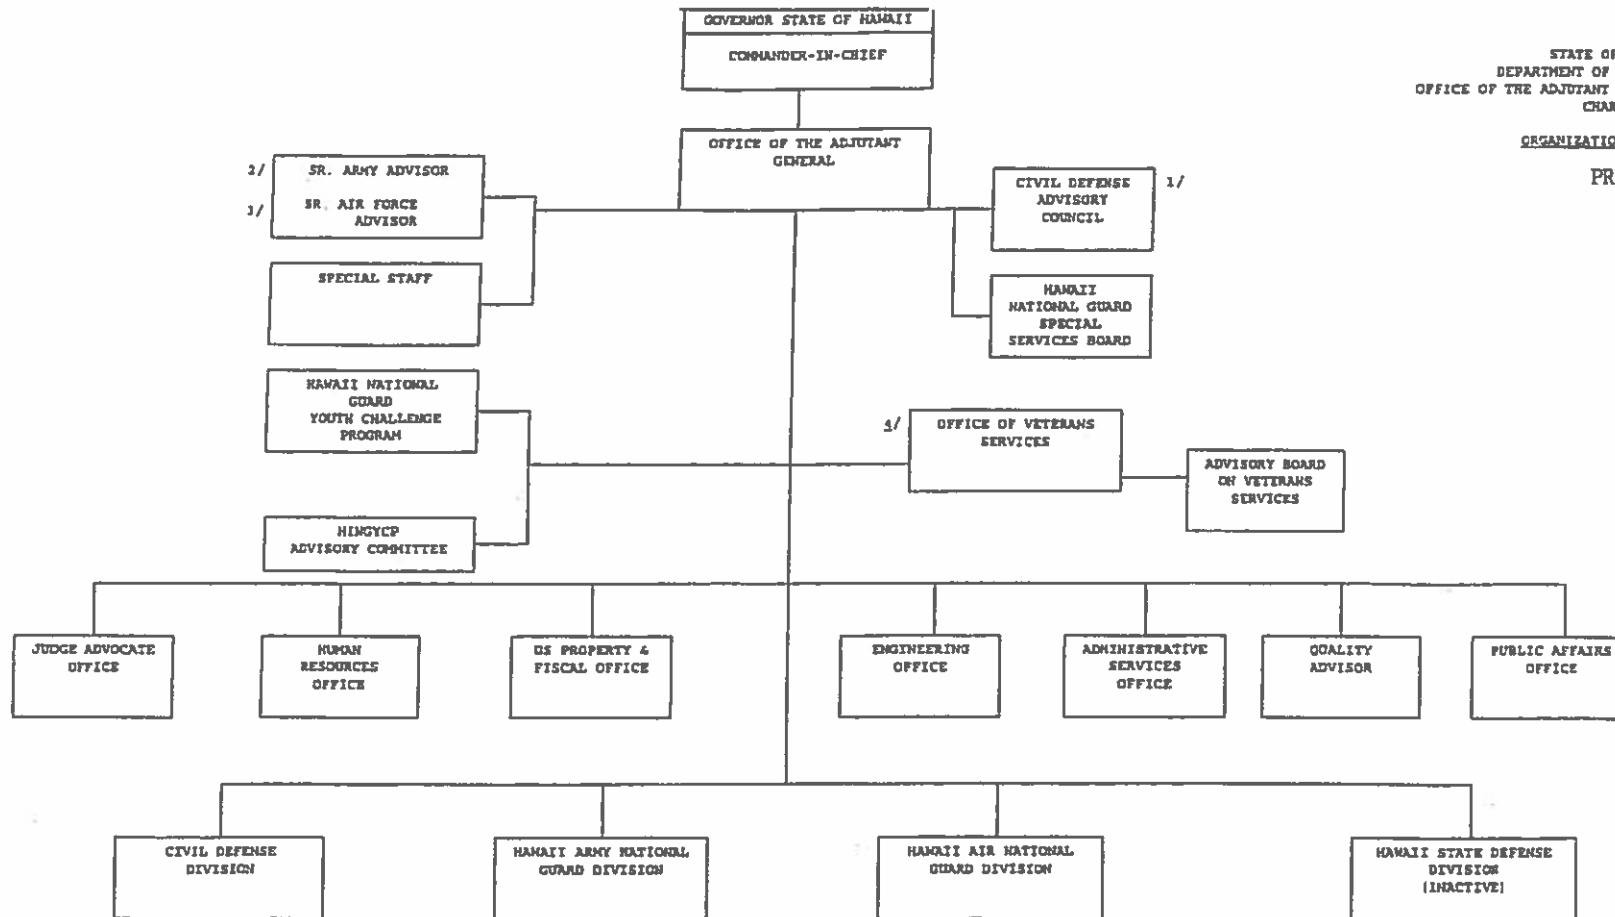 GOVERNOR STATE OF HAWAII
COMMANDER-IN-CHIEF
STATE OF
DEPARTMENT OF
OFFICE OF THE ADJUTANT
CHAR
ORGANIZATIO
PR
OFFICE OF THE ADJUTANT
GENERAL
2/ SR. ARMY ADVISOR
3/ SR. AIR FORCE
ADVISOR
CIVIL DEFENSE 1/
ADVISORY
COUNCIL
SPECIAL STAFF
HAWAII
NATIONAL GUARD
SPECIAL
SERVICES BOARD
HAWAII NATIONAL
GUARD
YOUTH CHALLENGE
PROGRAM
4/ OFFICE OF VETERANS
SERVICES
ADVISORY BOARD
ON VETERANS
SERVICES
HINGYCP
ADVISORY COMMITTEE
JUDGE ADVOCATE
OFFICE
HUMAN
RESOURCES
OFFICE
US PROPERTY &
FISCAL OFFICE
ENGINEERING
OFFICE
ADMINISTRATIVE
SERVICES
OFFICE
QUALITY
ADVISOR
PUBLIC AFFAIRS
OFFICE
CIVIL DEFENSE
DIVISION
HAWAII ARMY NATIONAL
GUARD DIVISION
HAWAII AIR NATIONAL
GUARD DIVISION
HAWAII STATE DEFENSE
DIVISION
(INACTIVE)